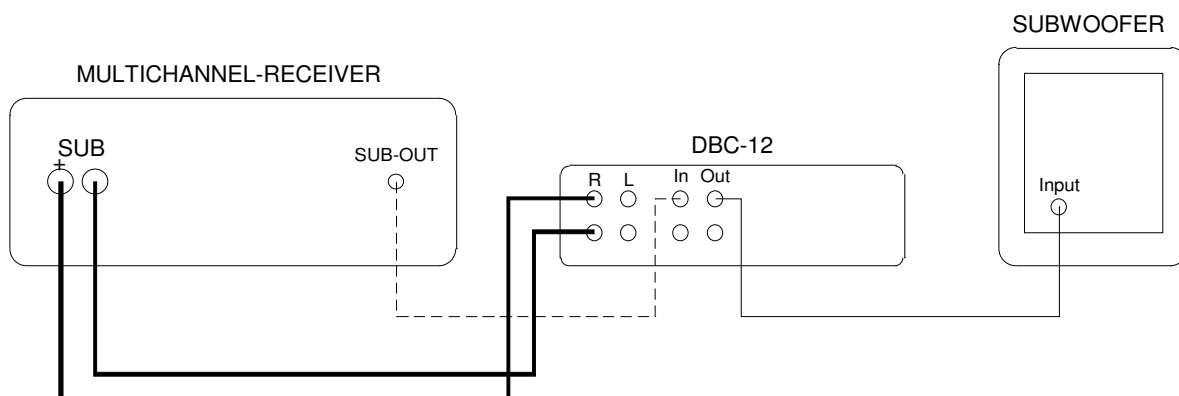 SUBWOOFER
MULTICHANNEL-RECEIVER
DBC-12
SUB
+
SUB-OUT
R L In Out
Input